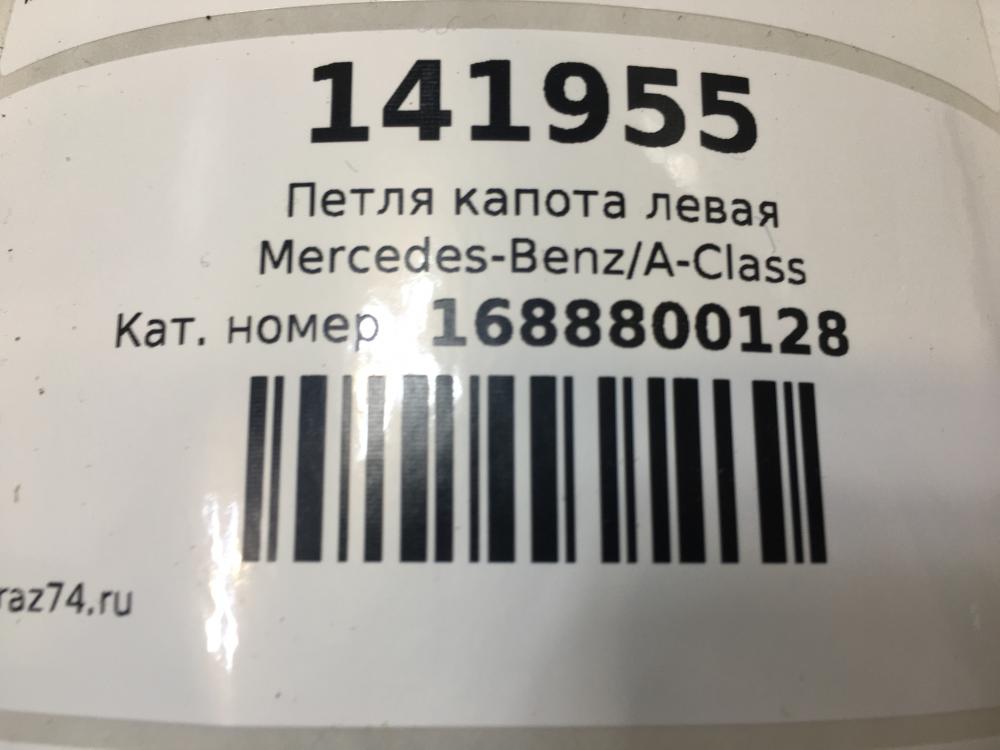 141955
Петля капота левая
Mercedes-Benz/A-Class
Кат. номер 1688800128
raz74.ru